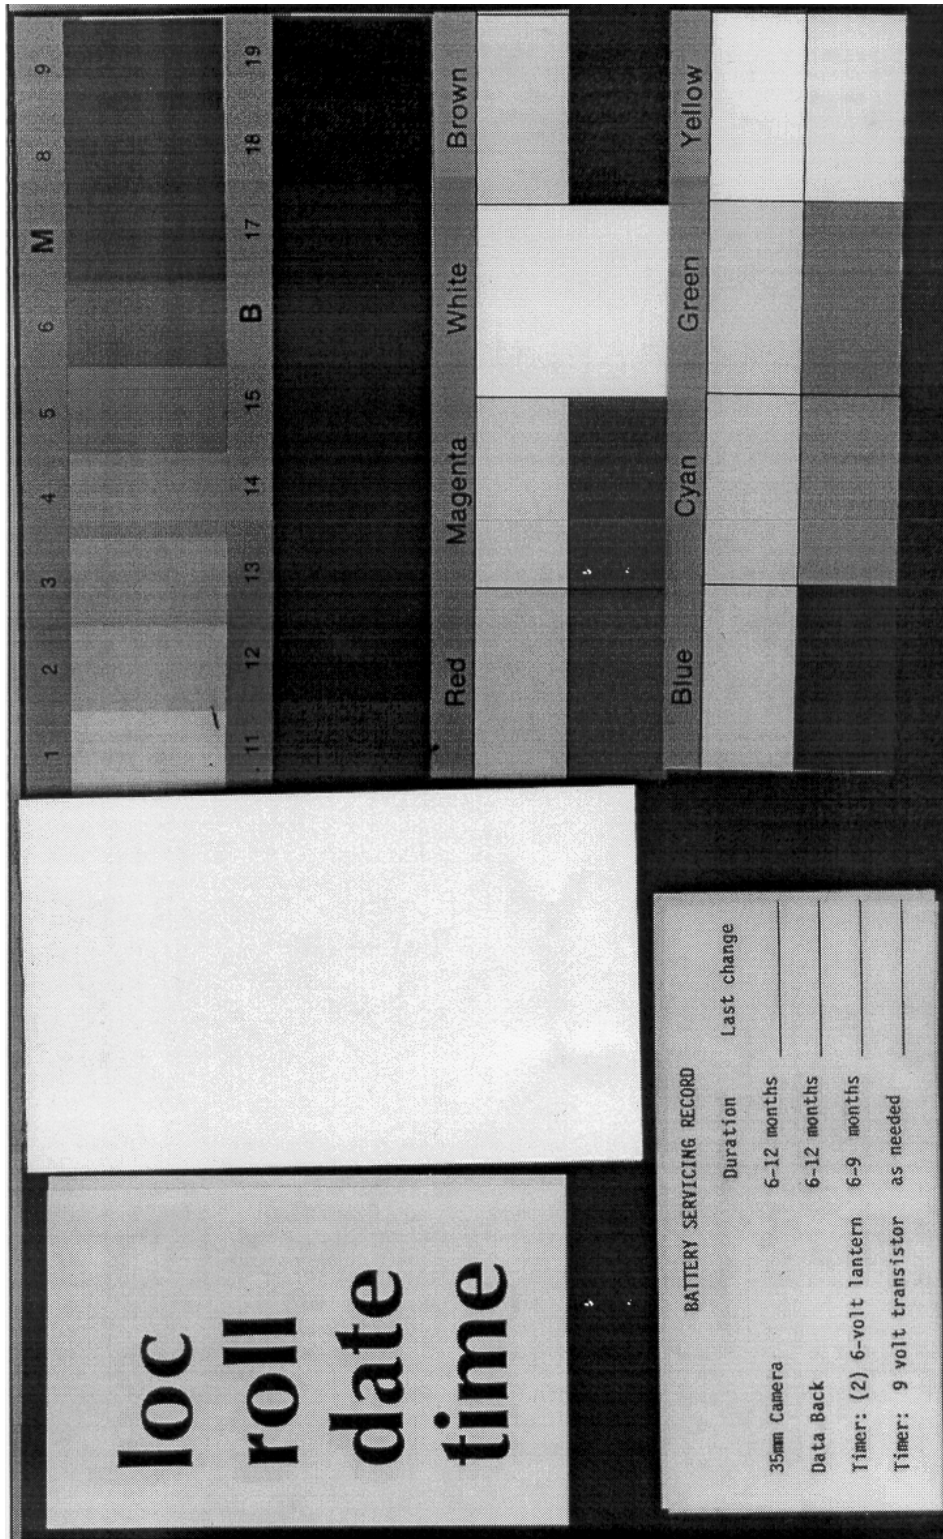 1 2 3 4 5 6 M 8 9
11 12 13 14 15 B 17 18 19
Red Magenta White Brown
Blue Cyan Green Yellow
loc
roll
date
time
BATTERY SERVICING RECORD
Duration Last change
35mm Camera 6-12 months
Data Back 6-12 months
Timer: (2) 6-volt lantern 6-9 months
Timer: 9 volt transistor as needed